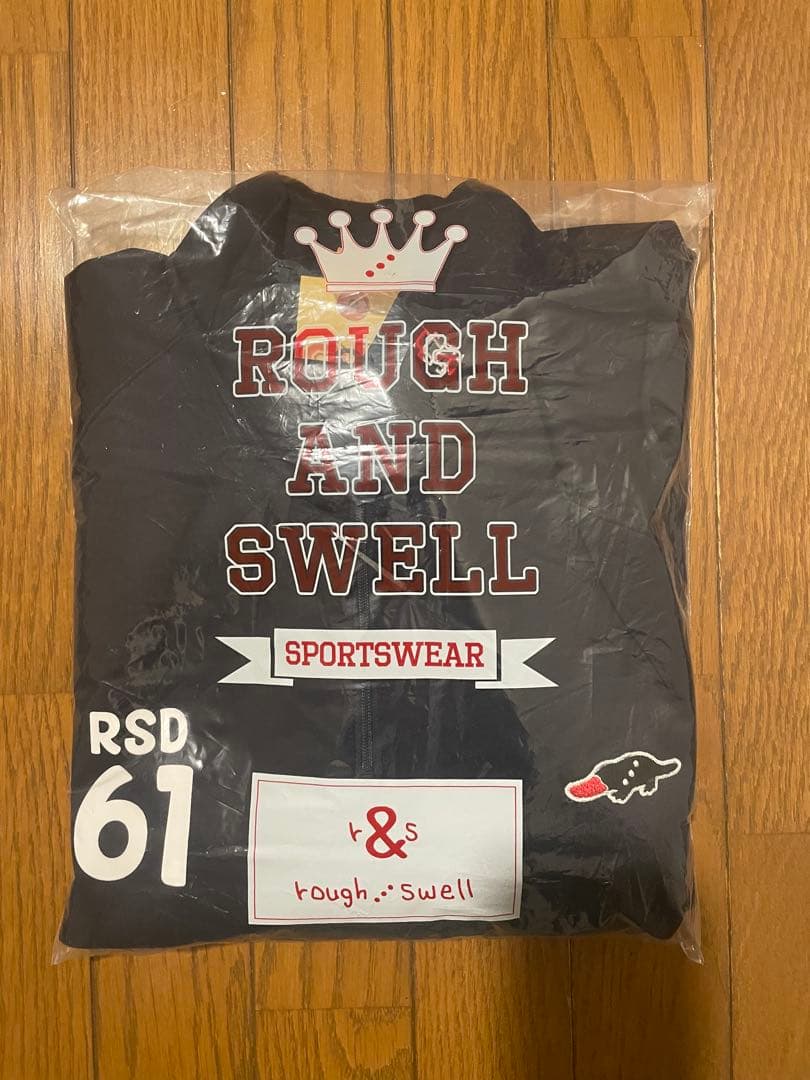 ROUGH
AND
SWELL
SPORTSWEAR
RSD
61
r&s
rough swell